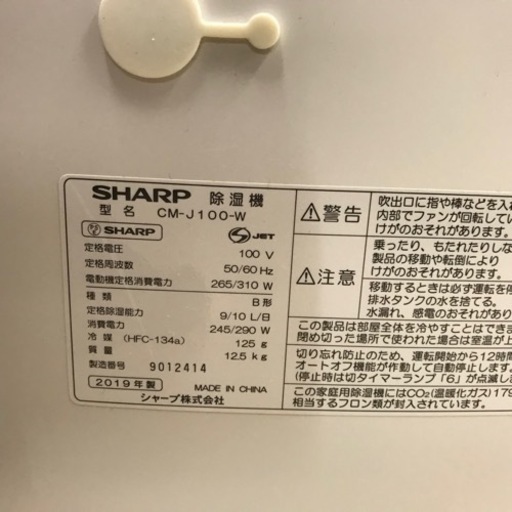 SHARP 除湿機
型名 CM-J100-W
SHARP JET
定格電圧 100 V
定格周波数 50/60 Hz
電動機定格消費電力 265/310 W
種類 B形
定格除湿能力 9/10 L/日
消費電力 245/290 W
冷媒 (HFC-134a) 125 g
質量 12.5 kg
製造番号 9012414
2019年製 MADE IN CHINA
シャープ株式会社
警告
吹出口に指や棒などを入れ
内部でファンが回転してい
けがのおそれがあります。
注意
乗ったり、もたれたりしな
製品の移動や転倒により
けがのおそれがあります
移動するときは必ず運転を停
排水タンクの水を捨てる。
水漏れ、感電のおそれがあり
この製品は部屋全体を冷やすことはできま
閉め切った場所で使われた場合は室温が上
切り忘れ防止のため、運転開始から12時間
オートオフ機能が作動して自動停止します。
(停止時は切タイマーランプ「6」が点滅しま
この家庭用除湿機にはCO₂(温暖化ガス)179
相当するフロン類が封入されています。